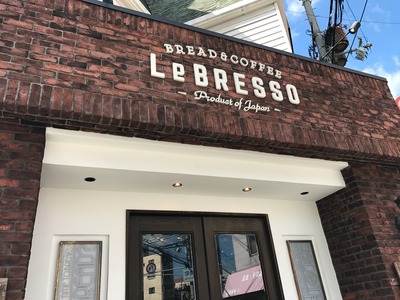 BREAD & COFFEE
LeBRESSO
- Product of Japan -